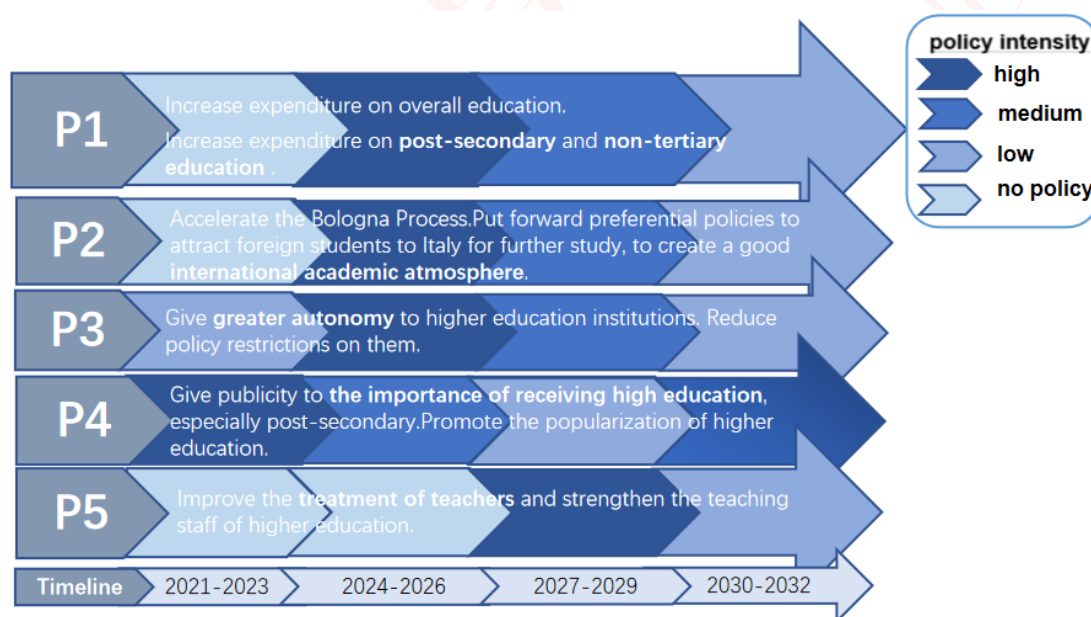 policy intensity
high
medium
low
no policy
P1
Increase expenditure on overall education.
Increase expenditure on post-secondary and non-tertiary
education .
P2
Accelerate the Bologna Process.Put forward preferential policies to
attract foreign students to Italy for further study, to create a good
international academic atmosphere.
P3
Give greater autonomy to higher education institutions. Reduce
policy restrictions on them.
P4
Give publicity to the importance of receiving high education,
especially post-secondary.Promote the popularization of higher
education.
P5
Improve the treatment of teachers and strengthen the teaching
staff of higher education.
Timeline 2021-2023 2024-2026 2027-2029 2030-2032